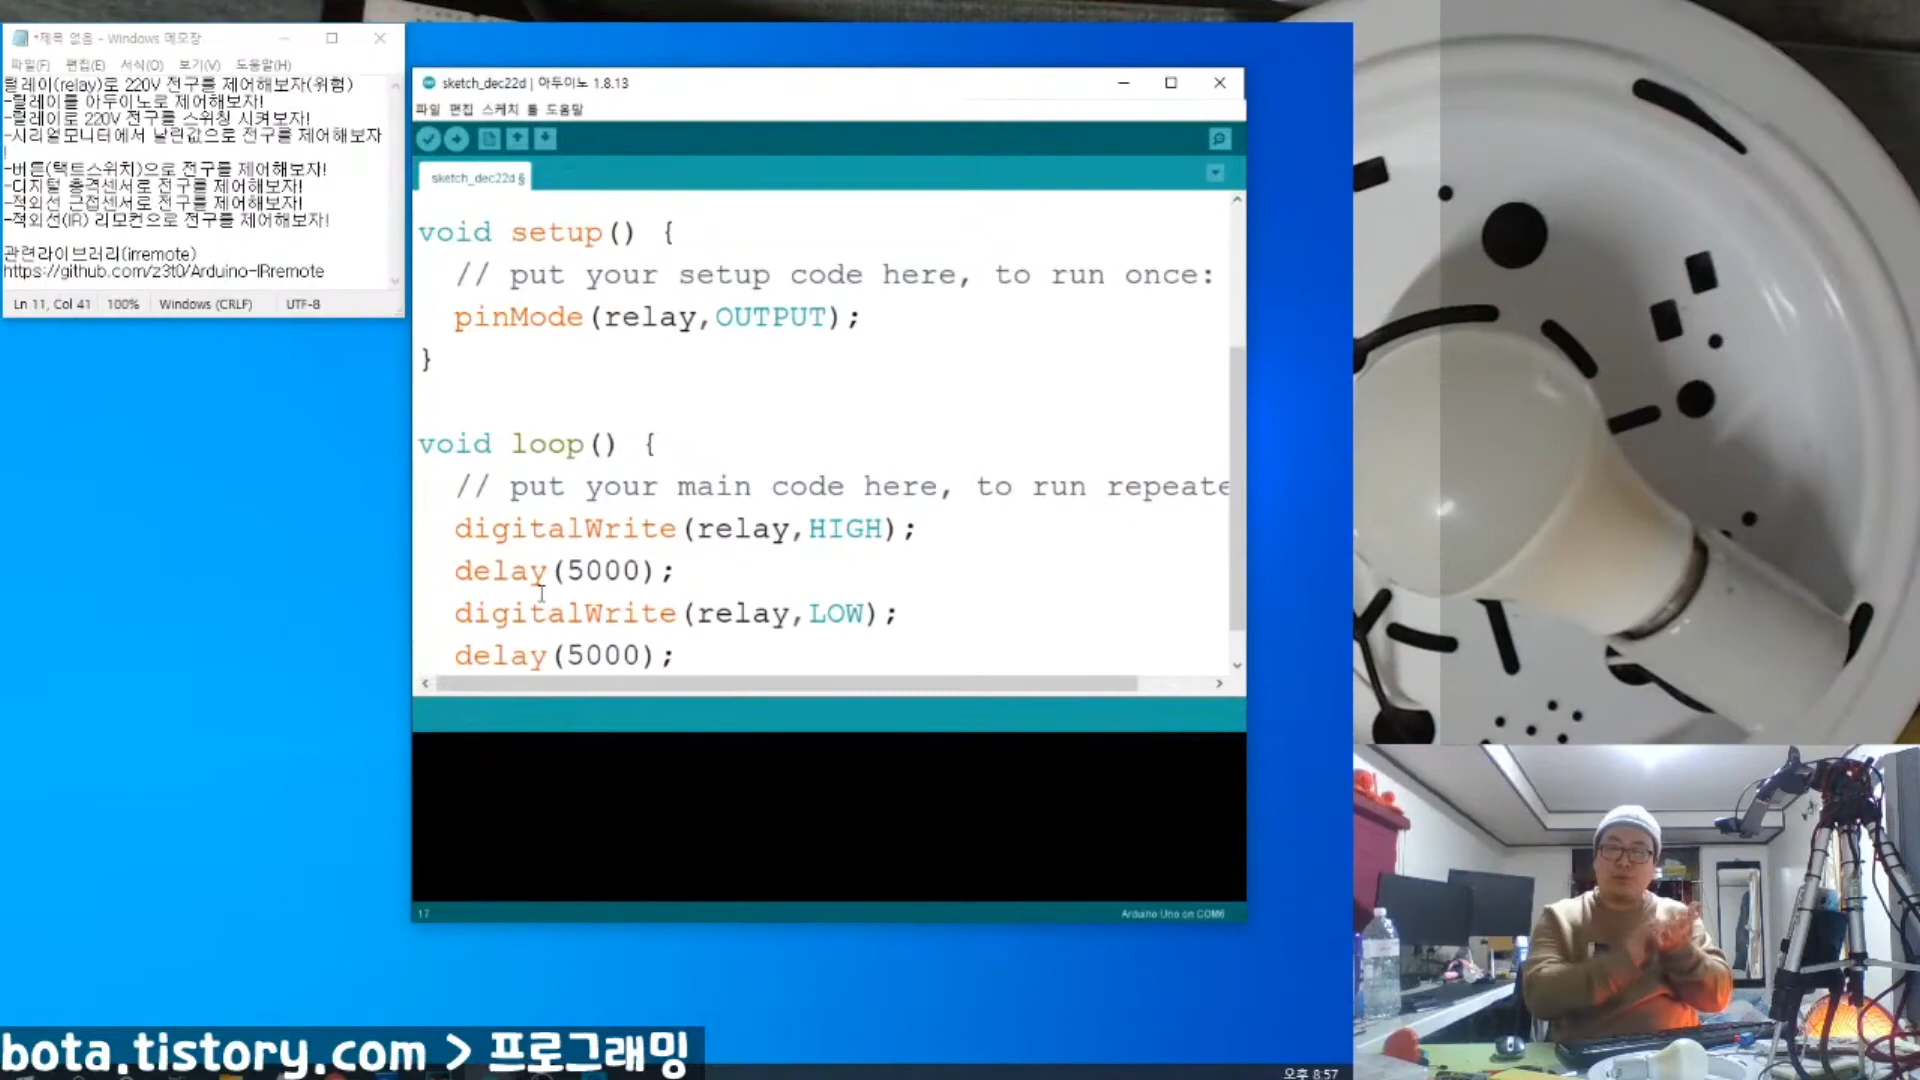 *제목 없음 - Windows 메모장
파일(F) 편집(E) 서식(O) 보기(V) 도움말(H)
릴레이(relay)로 220V 전구를 제어해보자(위험)
-릴레이를 아두이노로 제어해보자!
-릴레이로 220V 전구를 스위칭 시켜보자!
-시리얼모니터에서 날린값으로 전구를 제어해보자
!
-버튼(택트스위치)으로 전구를 제어해보자!
-디지털 충격센서로 전구를 제어해보자!
-적외선 근접센서로 전구를 제어해보자!
-적외선(IR) 리모컨으로 전구를 제어해보자!
관련라이브러리(irremote)
https://github.com/z3t0/Arduino-IRremote
Ln 11, Col 41 100% Windows (CRLF) UTF-8
sketch_dec22d | 아두이노 1.8.13
파일 편집 스케치 툴 도움말
sketch_dec22d §
void setup() {
// put your setup code here, to run once:
pinMode(relay,OUTPUT);
}
void loop() {
// put your main code here, to run repeate
digitalWrite(relay,HIGH);
delay(5000);
digitalWrite(relay,LOW);
delay(5000);
17
Arduino Uno on COM6
bota.tistory.com > 프로그래밍
오후 8:57